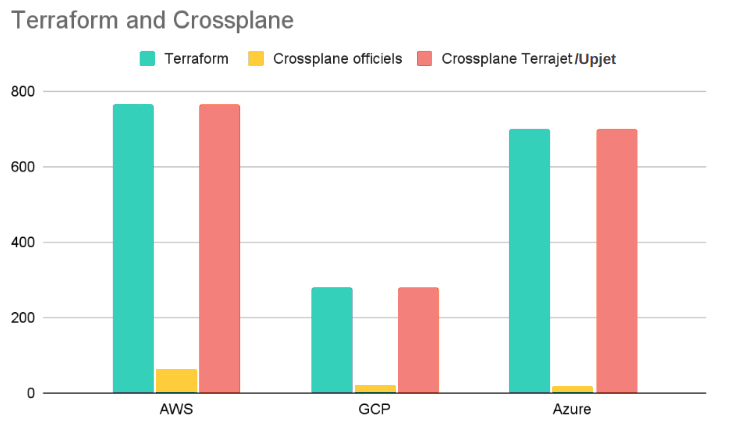 Terraform and Crossplane
Terraform Crossplane officiels Crossplane Terrajet/Upjet
800
600
400
200
0
AWS GCP Azure